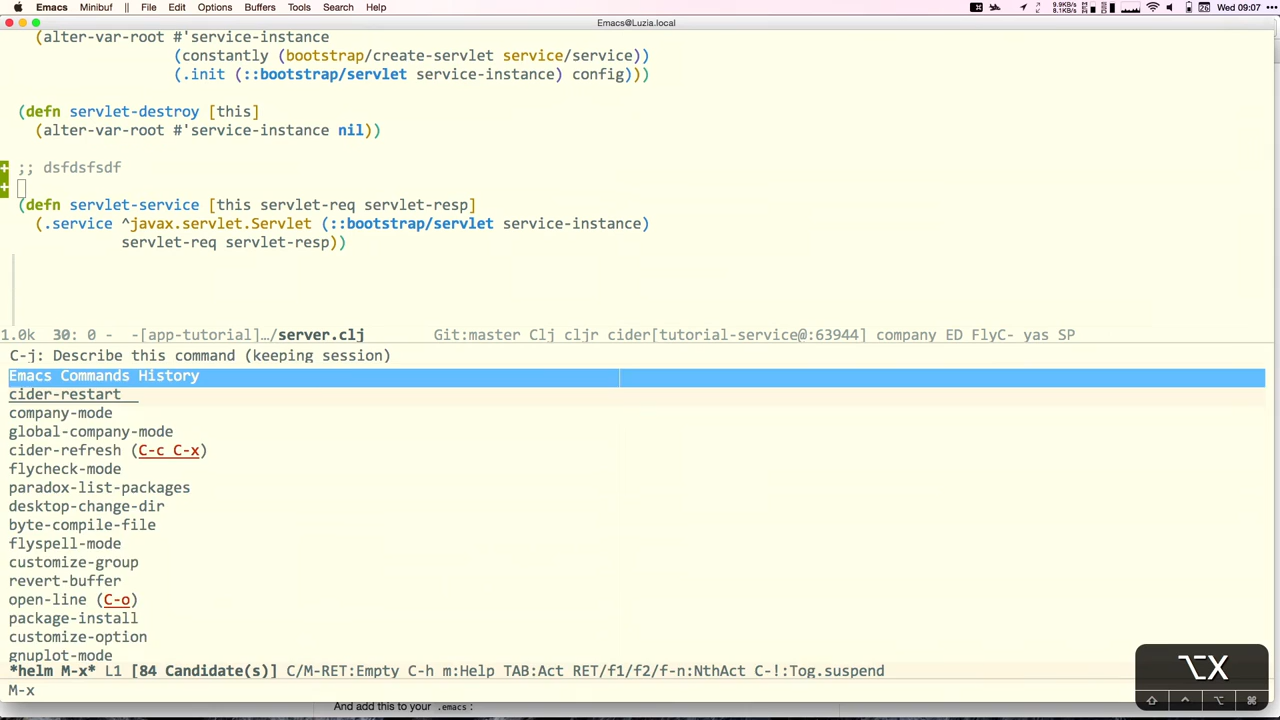 Emacs Minibuf File Edit Options Buffers Tools Search Help 9.9KB/s 8.1KB/s Wed 09:07
Emacs@Luzia.local
(alter-var-root #'service-instance
(constantly (bootstrap/create-servlet service/service))
(.init (::bootstrap/servlet service-instance) config)))
(defn servlet-destroy [this]
(alter-var-root #'service-instance nil))
+ ;; dsfdsfsdf
+
(defn servlet-service [this servlet-req servlet-resp]
(.service ^javax.servlet.Servlet (::bootstrap/servlet service-instance)
servlet-req servlet-resp))
1.0k 30: 0 - -[app-tutorial]…/server.clj Git:master Clj cljr cider[tutorial-service@:63944] company ED FlyC- yas SP
C-j: Describe this command (keeping session)
Emacs Commands History
cider-restart
company-mode
global-company-mode
cider-refresh (C-c C-x)
flycheck-mode
paradox-list-packages
desktop-change-dir
byte-compile-file
flyspell-mode
customize-group
revert-buffer
open-line (C-o)
package-install
customize-option
gnuplot-mode
*helm M-x* L1 [84 Candidate(s)] C/M-RET:Empty C-h m:Help TAB:Act RET/f1/f2/f-n:NthAct C-!:Tog.suspend
M-x
⌥X
⇧ ⌃ ⌥ ⌘
And add this to your .emacs :